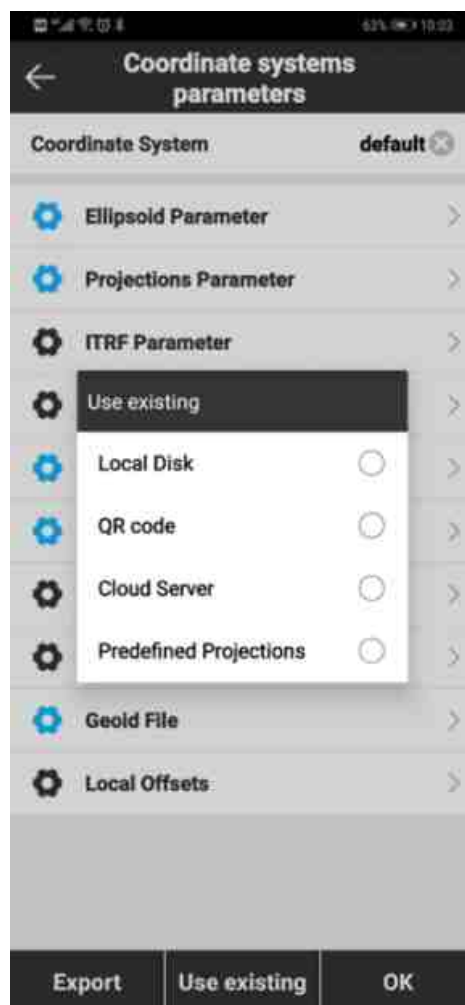 63% 10:03
Coordinate systems
parameters
Coordinate System default
Ellipsoid Parameter
Projections Parameter
ITRF Parameter
Use existing
Local Disk
QR code
Cloud Server
Predefined Projections
Geoid File
Local Offsets
Export Use existing OK